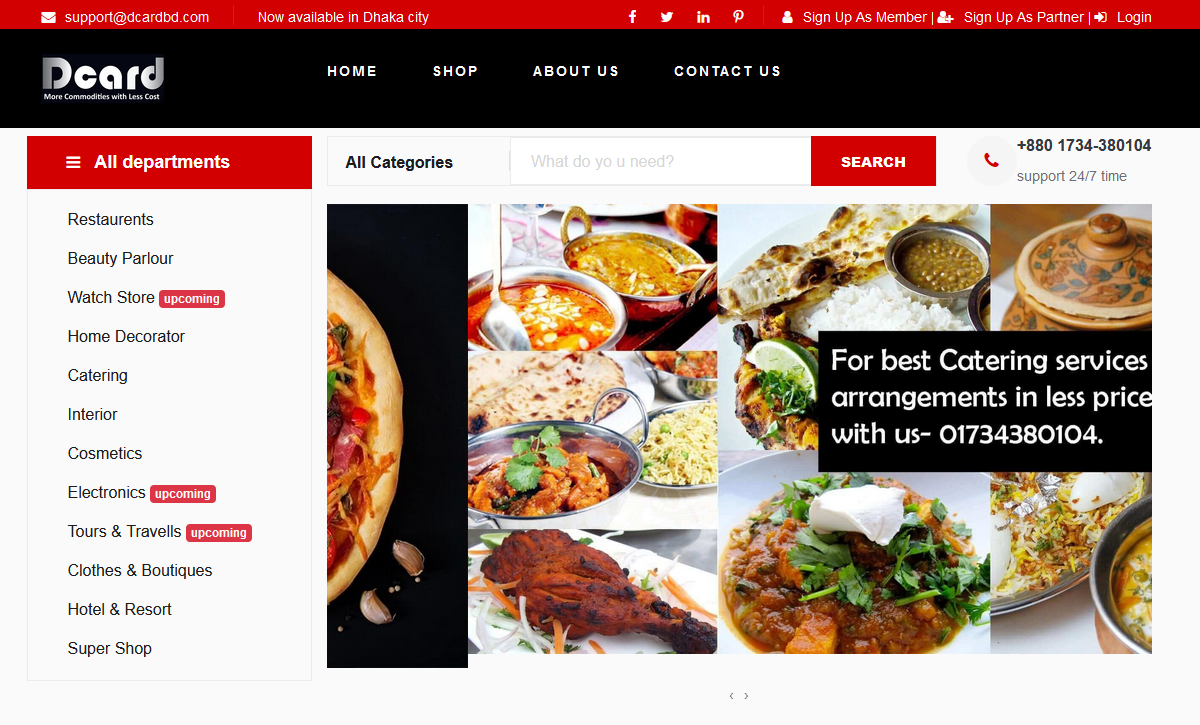 support@dcardbd.com
Now available in Dhaka city
Sign Up As Member |
Sign Up As Partner |
Login
Dcard
More Commodities with Less Cost
HOME
SHOP
ABOUT US
CONTACT US
All departments
All Categories
What do yo u need?
SEARCH
+880 1734-380104
support 24/7 time
Restaurents
Beauty Parlour
Watch Store upcoming
Home Decorator
Catering
Interior
Cosmetics
Electronics upcoming
Tours & Travells upcoming
Clothes & Boutiques
Hotel & Resort
Super Shop
For best Catering services
arrangements in less price
with us- 01734380104.
‹ ›